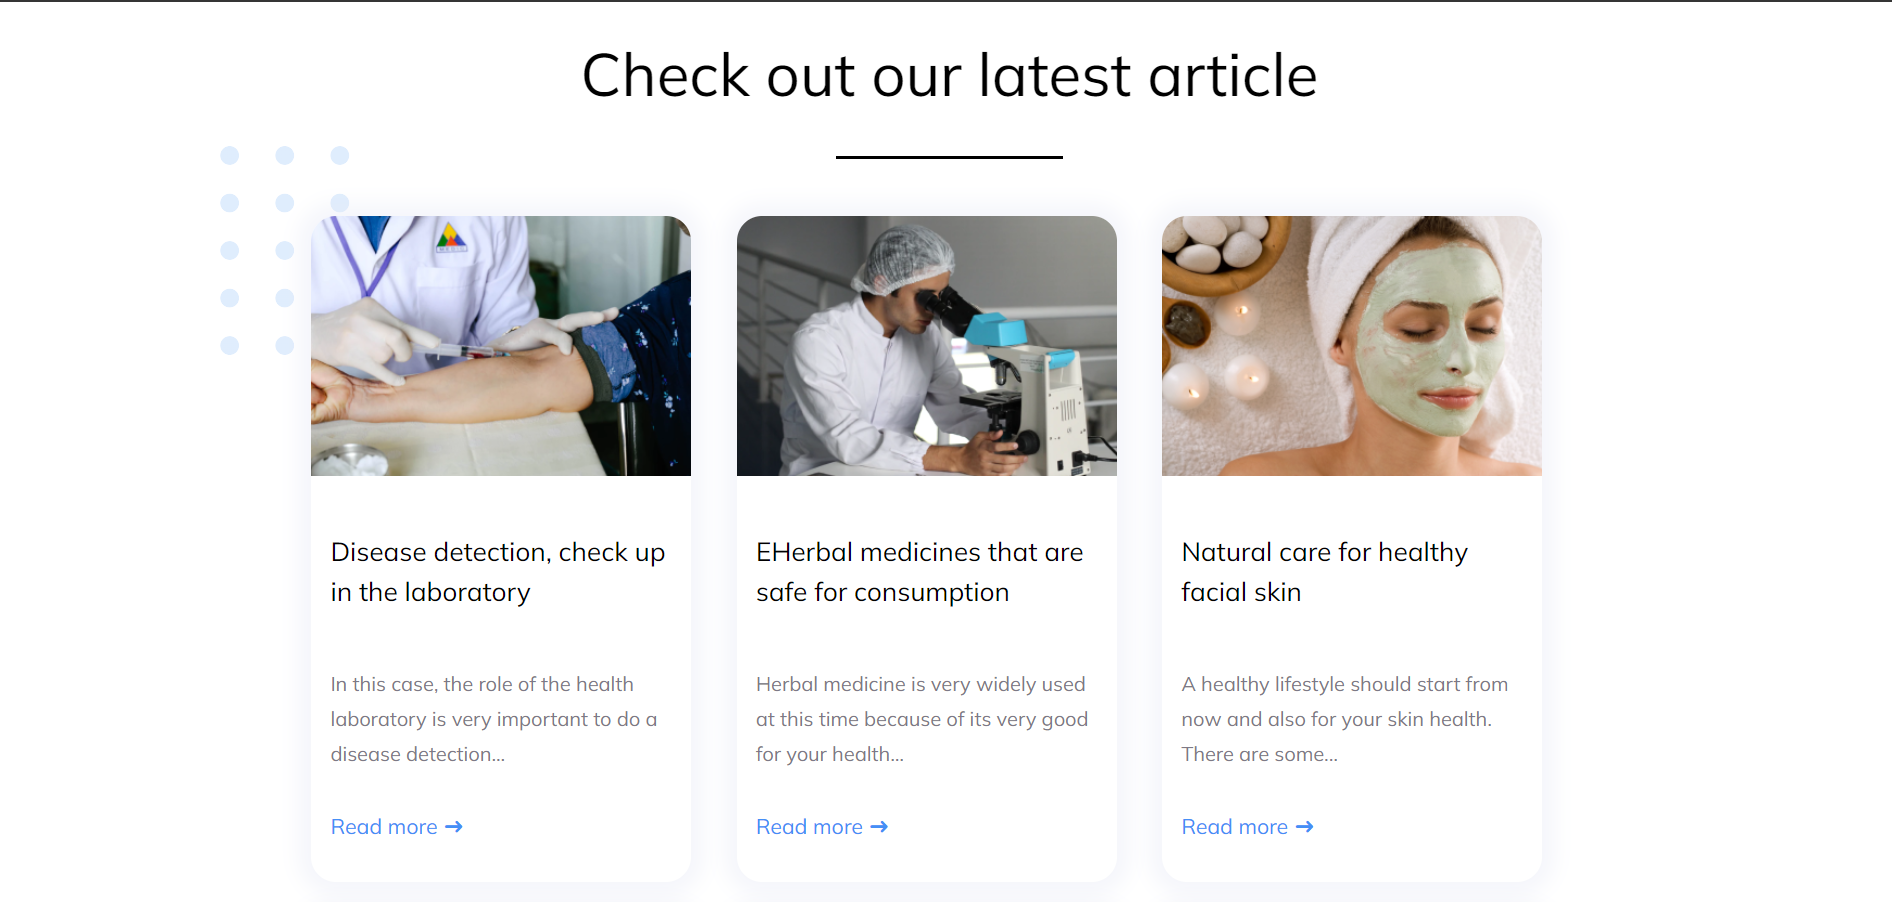 Check out our latest article
Disease detection, check up
in the laboratory
In this case, the role of the health
laboratory is very important to do a
disease detection...
Read more →
EHerbal medicines that are
safe for consumption
Herbal medicine is very widely used
at this time because of its very good
for your health...
Read more →
Natural care for healthy
facial skin
A healthy lifestyle should start from
now and also for your skin health.
There are some...
Read more →